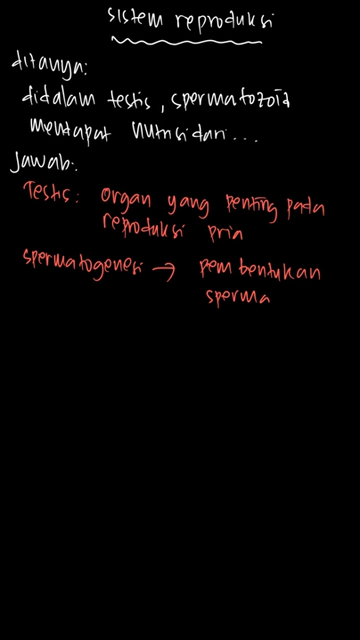 sistem reproduksi
ditanya:
didalam testis, spermatozoid
mendapat nutrisi dari...
Jawab:
Testis: organ yang penting pada
reproduksi pria
spermatogenesi → pembentukan
sperma